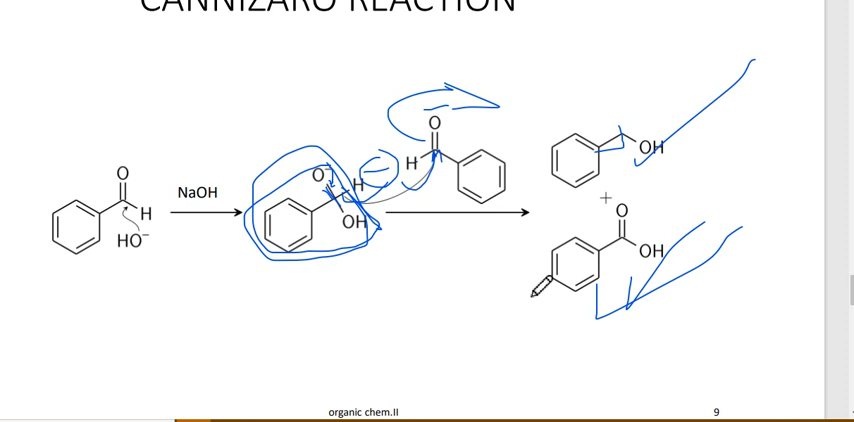 CANNIZARO REACTION
O
H
HO⁻
NaOH
O⁻
H
OH
O
H
OH
+
O
OH
organic chem.II
9